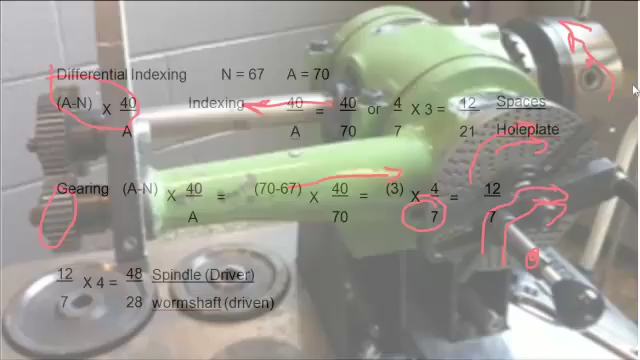 Differential Indexing N = 67 A = 70
(A-N) X 40/A Indexing 40/A = 40/70 or 4/7 X 3 = 12/21 Spaces/Holeplate
Gearing (A-N) X 40/A = (70-67) X 40/70 = (3) X 4/7 = 12/7
12/7 X 4 = 48/28 Spindle (Driver)/wormshaft (driven)